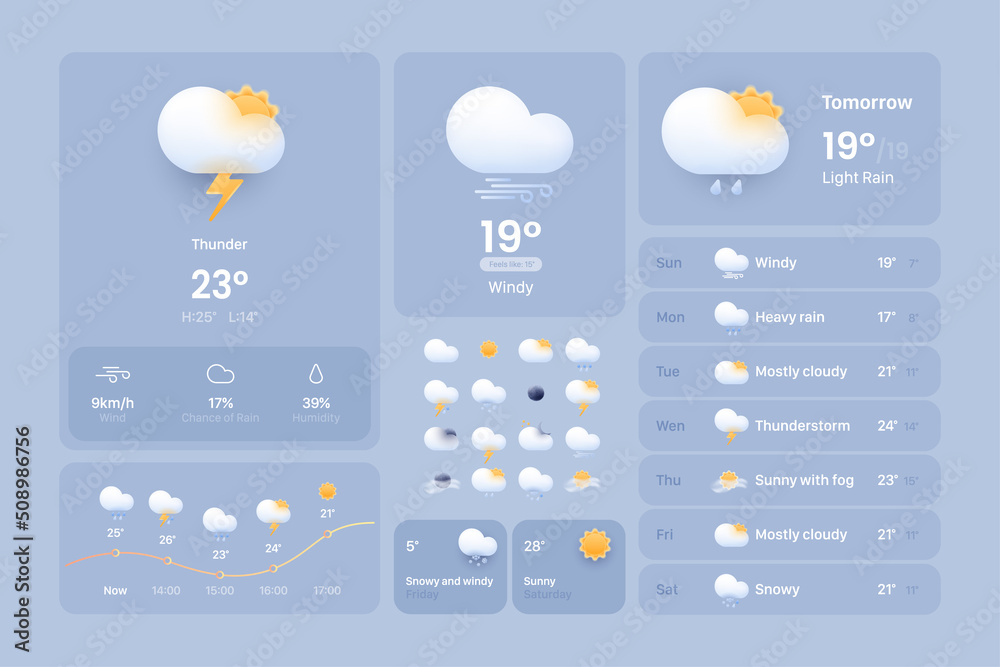 Thunder
23°
H:25° L:14°
9km/h
Wind
17%
Chance of Rain
39%
Humidity
25°
26°
23°
24°
21°
Now
14:00
15:00
16:00
17:00
19°
Feels like: 15°
Windy
5°
Snowy and windy
Friday
28°
Sunny
Saturday
Tomorrow
19°/19
Light Rain
Sun Windy 19° 7°
Mon Heavy rain 17° 8°
Tue Mostly cloudy 21° 11°
Wen Thunderstorm 24° 14°
Thu Sunny with fog 23° 15°
Fri Mostly cloudy 21° 11°
Sat Snowy 21° 11°
Adobe Stock | #508986756
Adobe Stock